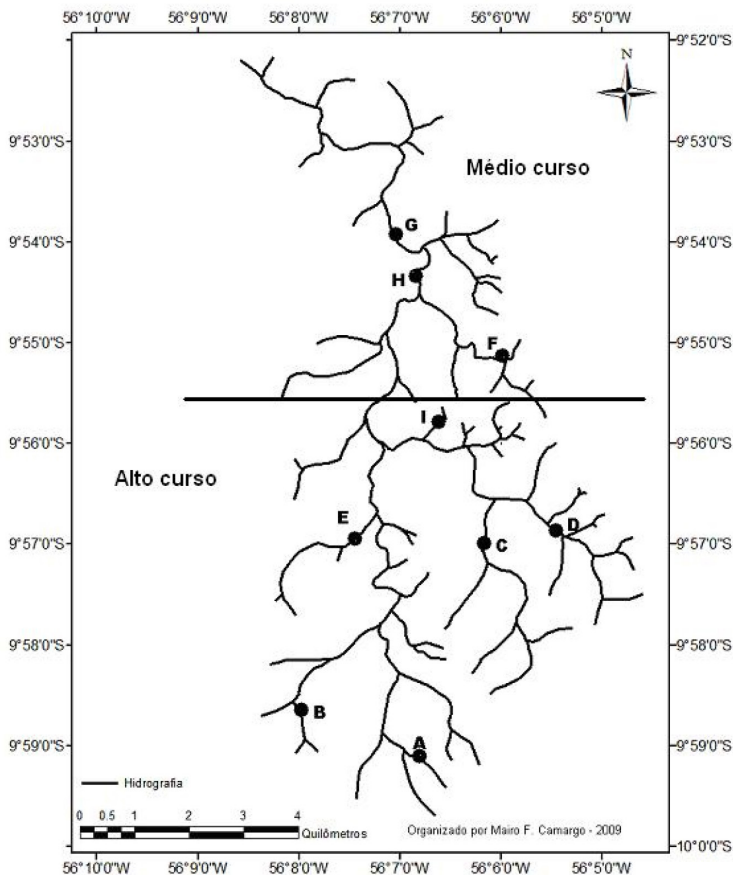 56°10'0"W 56°9'0"W 56°8'0"W 56°7'0"W 56°6'0"W 56°5'0"W
9°52'0"S
N
9°53'0"S 9°53'0"S
Médio curso
G
9°54'0"S 9°54'0"S
H
9°55'0"S 9°55'0"S
F
I
9°56'0"S 9°56'0"S
Alto curso
E D
9°57'0"S C 9°57'0"S
9°58'0"S 9°58'0"S
B
9°59'0"S A 9°59'0"S
Hidrografia
0 0.5 1 2 3 4
Quilômetros
Organizado por Mairo F. Camargo - 2009
10°0'0"S
56°10'0"W 56°9'0"W 56°8'0"W 56°7'0"W 56°6'0"W 56°5'0"W